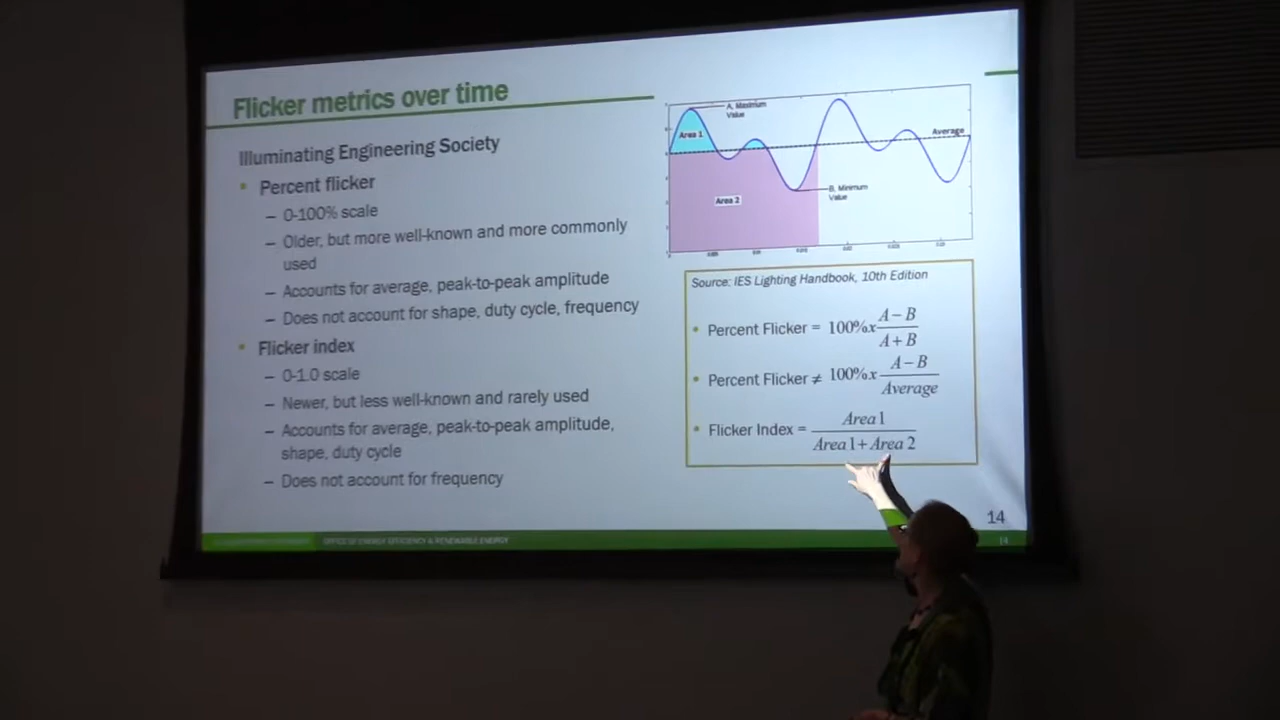 Flicker metrics over time
Illuminating Engineering Society
• Percent flicker
– 0-100% scale
– Older, but more well-known and more commonly
used
– Accounts for average, peak-to-peak amplitude
– Does not account for shape, duty cycle, frequency
• Flicker index
– 0-1.0 scale
– Newer, but less well-known and rarely used
– Accounts for average, peak-to-peak amplitude,
shape, duty cycle
– Does not account for frequency
A, Maximum
Value
Area 1
Average
Area 2
B, Minimum
Value
Source: IES Lighting Handbook, 10th Edition
• Percent Flicker = 100%x A – B
A + B
• Percent Flicker ≠ 100%x A – B
Average
• Flicker Index = Area 1
Area 1 + Area 2
14
OFFICE OF ENERGY EFFICIENCY & RENEWABLE ENERGY
14